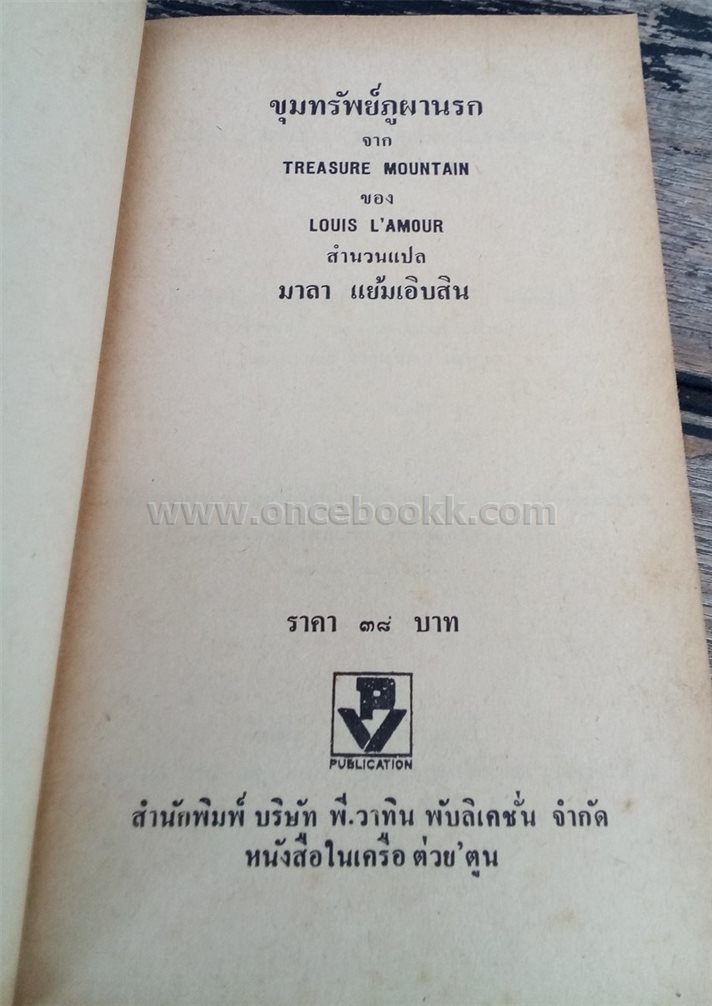 ขุมทรัพย์ภูผานรก
จาก
TREASURE MOUNTAIN
ของ
LOUIS L'AMOUR
สำนวนแปล
มาลา แย้มเอิบสิน
www.oncebookk.com
ราคา ๓๘ บาท
PV
PUBLICATION
สำนักพิมพ์ บริษัท พี.วาทิน พับลิเคชั่น จำกัด
หนังสือในเครือ ต่วย'ตูน